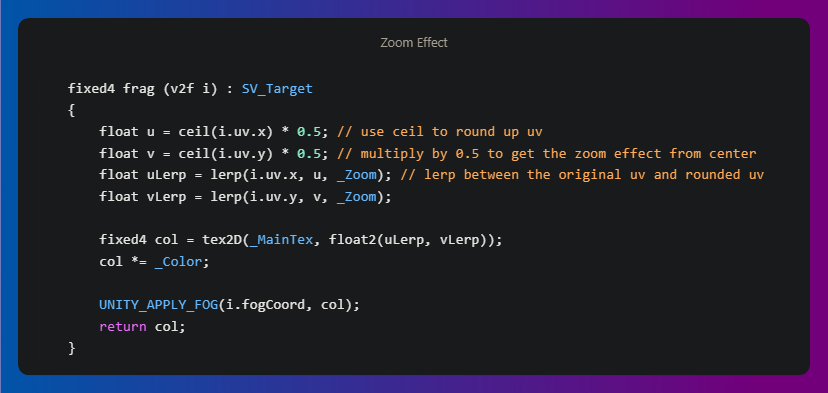 Zoom Effect
fixed4 frag (v2f i) : SV_Target
{
float u = ceil(i.uv.x) * 0.5; // use ceil to round up uv
float v = ceil(i.uv.y) * 0.5; // multiply by 0.5 to get the zoom effect from center
float uLerp = lerp(i.uv.x, u, _Zoom); // lerp between the original uv and rounded uv
float vLerp = lerp(i.uv.y, v, _Zoom);
fixed4 col = tex2D(_MainTex, float2(uLerp, vLerp));
col *= _Color;
UNITY_APPLY_FOG(i.fogCoord, col);
return col;
}